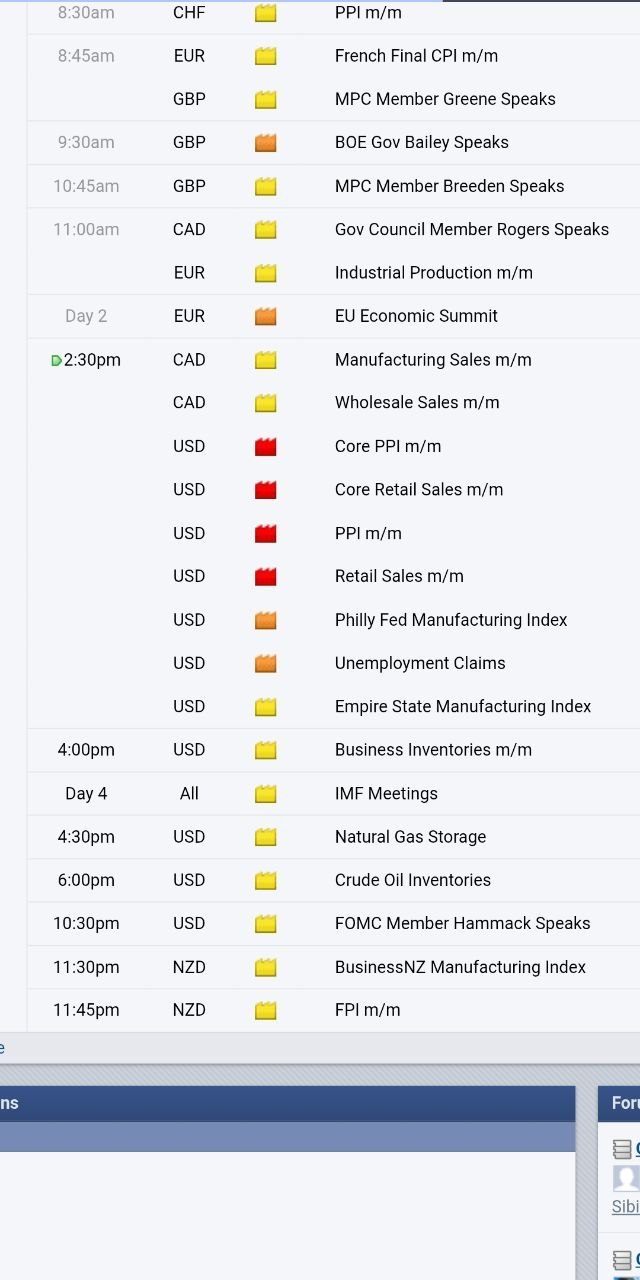 8:30am CHF PPI m/m
8:45am EUR French Final CPI m/m
GBP MPC Member Greene Speaks
9:30am GBP BOE Gov Bailey Speaks
10:45am GBP MPC Member Breeden Speaks
11:00am CAD Gov Council Member Rogers Speaks
EUR Industrial Production m/m
Day 2 EUR EU Economic Summit
2:30pm CAD Manufacturing Sales m/m
CAD Wholesale Sales m/m
USD Core PPI m/m
USD Core Retail Sales m/m
USD PPI m/m
USD Retail Sales m/m
USD Philly Fed Manufacturing Index
USD Unemployment Claims
USD Empire State Manufacturing Index
4:00pm USD Business Inventories m/m
Day 4 All IMF Meetings
4:30pm USD Natural Gas Storage
6:00pm USD Crude Oil Inventories
10:30pm USD FOMC Member Hammack Speaks
11:30pm NZD BusinessNZ Manufacturing Index
11:45pm NZD FPI m/m
e
ns
Foru
Sibi